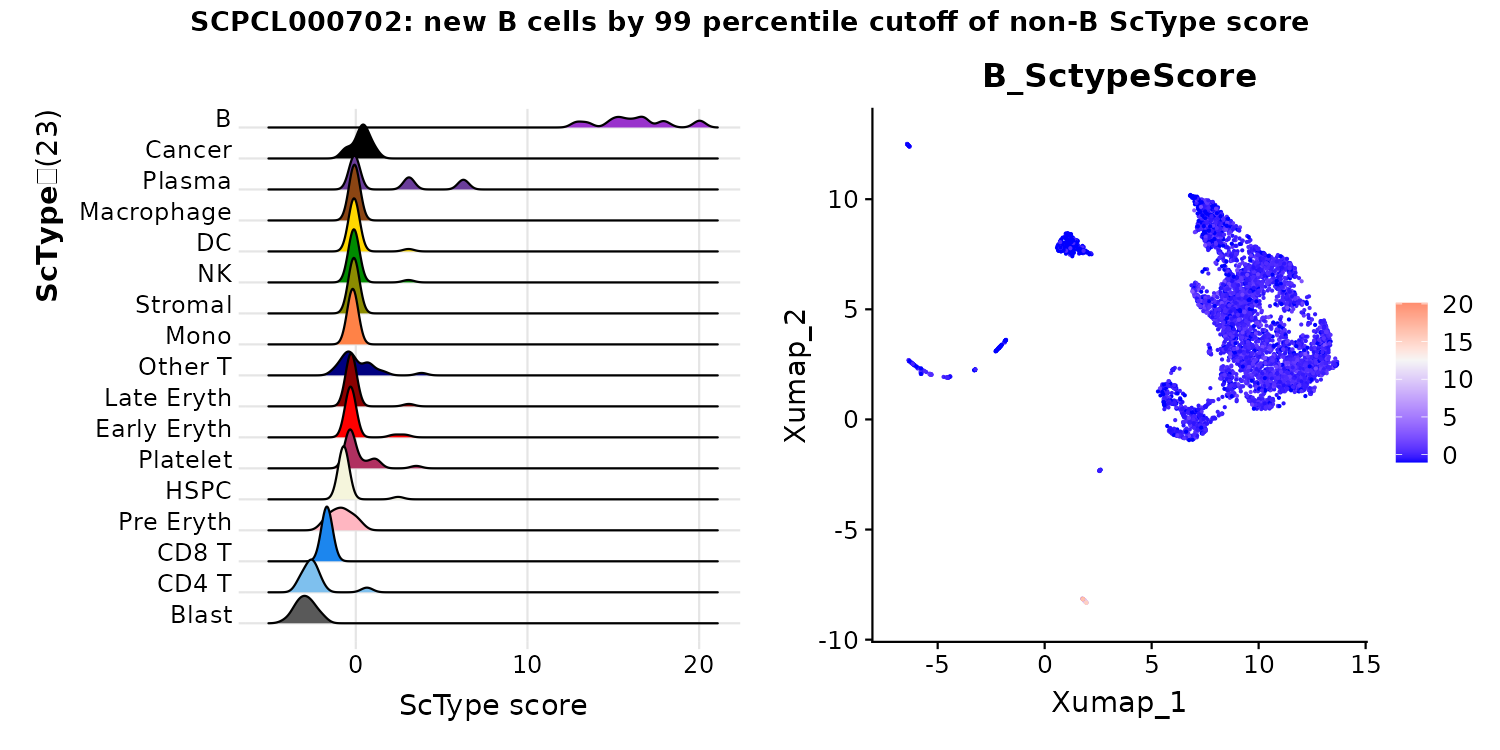 SCPCL000702: new B cells by 99 percentile cutoff of non-B ScType score
ScType□(23)
B
Cancer
Plasma
Macrophage
DC
NK
Stromal
Mono
Other T
Late Eryth
Early Eryth
Platelet
HSPC
Pre Eryth
CD8 T
CD4 T
Blast
0
10
20
ScType score
B_SctypeScore
Xumap_2
10
5
0
-5
-10
-5
0
5
10
15
Xumap_1
20
15
10
5
0